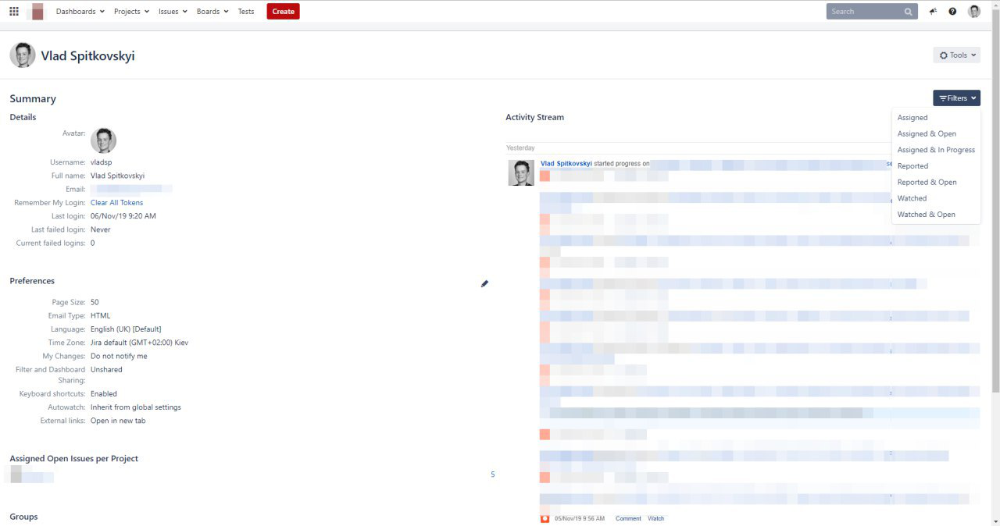 Dashboards Projects Issues Boards Tests Create Search
Vlad Spitkovskyi
Tools
Summary
Filters
Details
Avatar:
Username: vladsp
Full name: Vlad Spitkovskyi
Email:
Remember My Login: Clear All Tokens
Last login: 06/Nov/19 9:20 AM
Last failed login: Never
Current failed logins: 0
Preferences
Page Size: 50
Email Type: HTML
Language: English (UK) [Default]
Time Zone: Jira default (GMT+02:00) Kiev
My Changes: Do not notify me
Filter and Dashboard Unshared
Sharing:
Keyboard shortcuts: Enabled
Autowatch: Inherit from global settings
External links: Open in new tab
Assigned Open Issues per Project
5
Groups
Activity Stream
Yesterday
Vlad Spitkovskyi started progress on
05/Nov/19 9:56 AM Comment Watch
Assigned
Assigned & Open
Assigned & In Progress
Reported
Reported & Open
Watched
Watched & Open